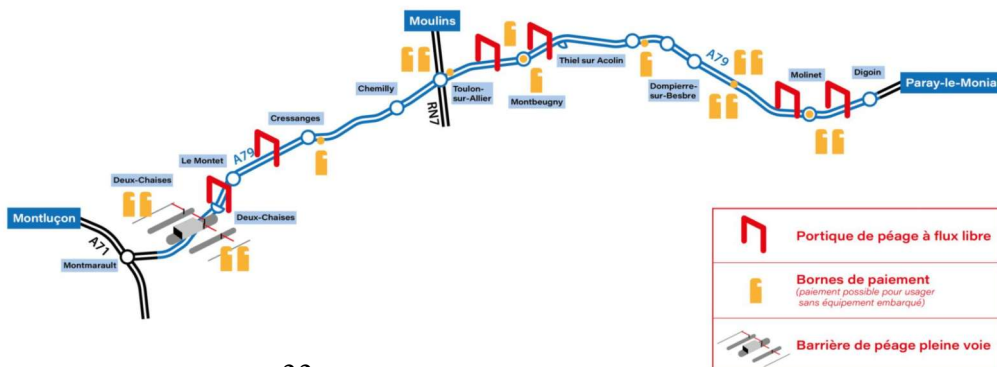 Moulins
A79
Thiel sur Acolin
Molinet
Digoin
Paray-le-Monia
Chemilly
Toulon-
sur-Allier
Montbeugny
Dompierre-
sur-Besbre
RN7
Cressanges
Le Montet
A79
Deux-Chaises
Deux-Chaises
Montluçon
A71
Montmarault
Portique de péage à flux libre
Bornes de paiement
(paiement possible pour usager
sans équipement embarqué)
Barrière de péage pleine voie